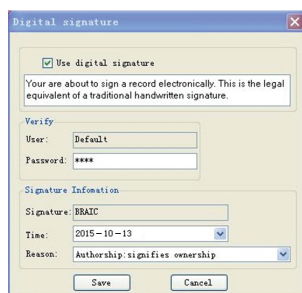 Digital signature
Use digital signature
Your are about to sign a record electronically. This is the legal
equivalent of a traditional handwritten signature.
Verify
User: Default
Password: ****
Signature Infomation
Signature: BRAIC
Time: 2015-10-13
Reason: Authorship:signifies ownership
Save Cancel